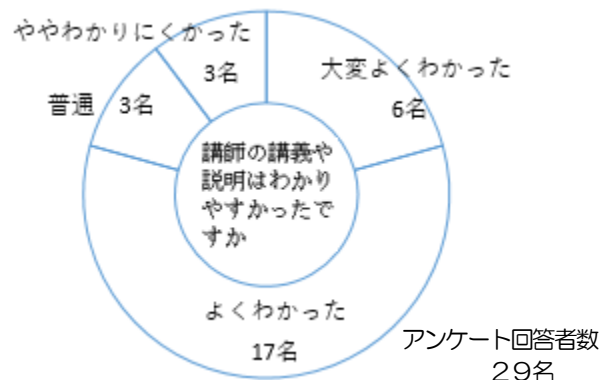 ややわかりにくかった
3名
大変よくわかった
6名
普通 3名
講師の講義や
説明はわかり
やすかったで
すか
よくわかった
17名
アンケート回答者数
２９名